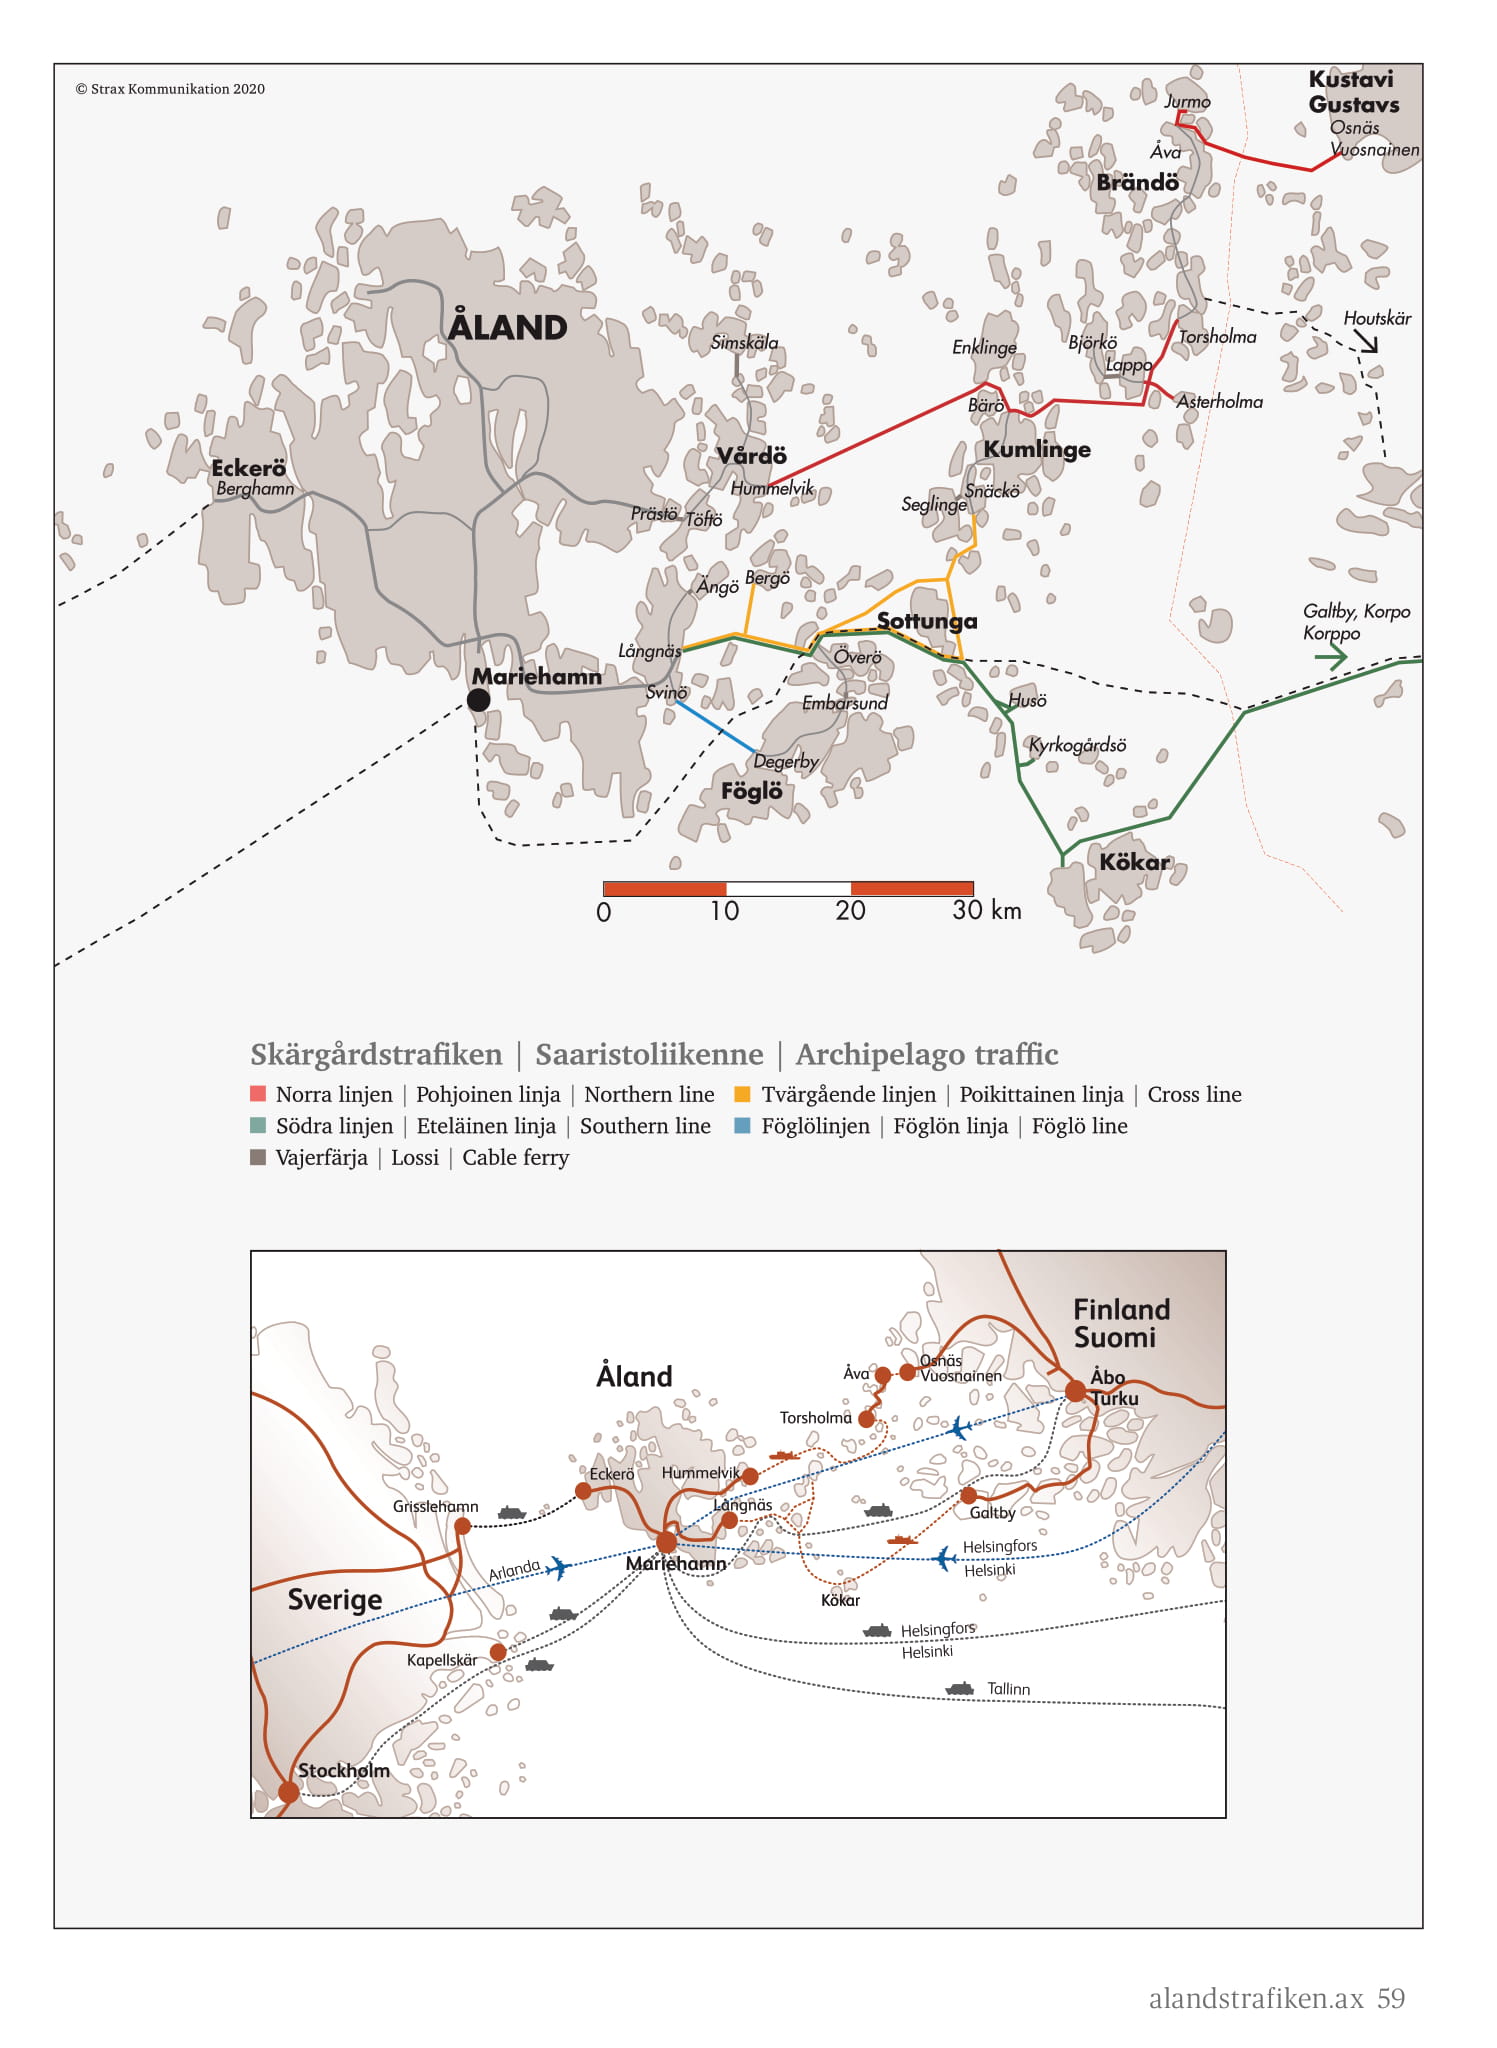 © Strax Kommunikation 2020
Kustavi
Gustavs
Osnäs
Vuosnainen
Jurmo
Åva
Brändö
Houtskär
ÅLAND
Simskäla
Enklinge
Björkö
Torsholma
Lappo
Bärö
Asterholma
Kumlinge
Vårdö
Eckerö
Berghamn
Hummelvik
Snäckö
Seglinge
Prästö
Töftö
Ängö
Bergö
Sottunga
Galtby, Korpo
Korppo
Långnäs
Överö
Mariehamn
Svinö
Embarsund
Husö
Kyrkogårdsö
Degerby
Föglö
Kökar
0 10 20 30 km
Skärgårdstrafiken | Saaristoliikenne | Archipelago traffic
Norra linjen | Pohjoinen linja | Northern line
Tvärgående linjen | Poikittainen linja | Cross line
Södra linjen | Eteläinen linja | Southern line
Föglölinjen | Föglön linja | Föglö line
Vajerfärja | Lossi | Cable ferry
Finland
Suomi
Åland
Osnäs
Vuosnainen
Åva
Åbo
Turku
Torsholma
Eckerö
Hummelvik
Grisslehamn
Långnäs
Galtby
Mariehamn
Helsingfors
Helsinki
Arlanda
Sverige
Kökar
Helsingfors
Helsinki
Kapellskär
Tallinn
Stockholm
alandstrafiken.ax 59